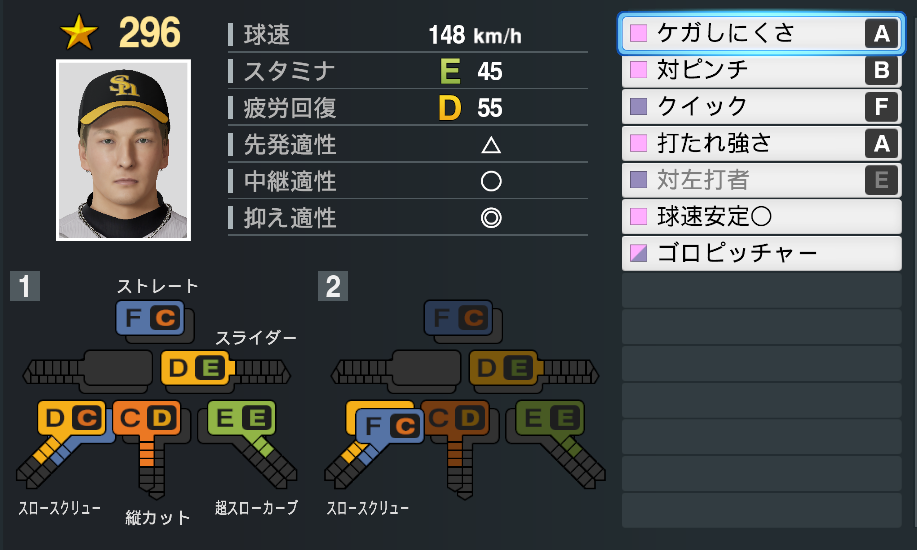 296
球速 148 km/h
スタミナ E 45
疲労回復 D 55
先発適性 △
中継適性 ○
抑え適性 ◎
ケガしにくさ A
対ピンチ B
クイック F
打たれ強さ A
対左打者 E
球速安定○
ゴロピッチャー
1
ストレート
F C
スライダー
D E
D C
C D
E E
スロースクリュー
縦カット
超スローカーブ
2
F C
D E
F C
C D
E E
スロースクリュー